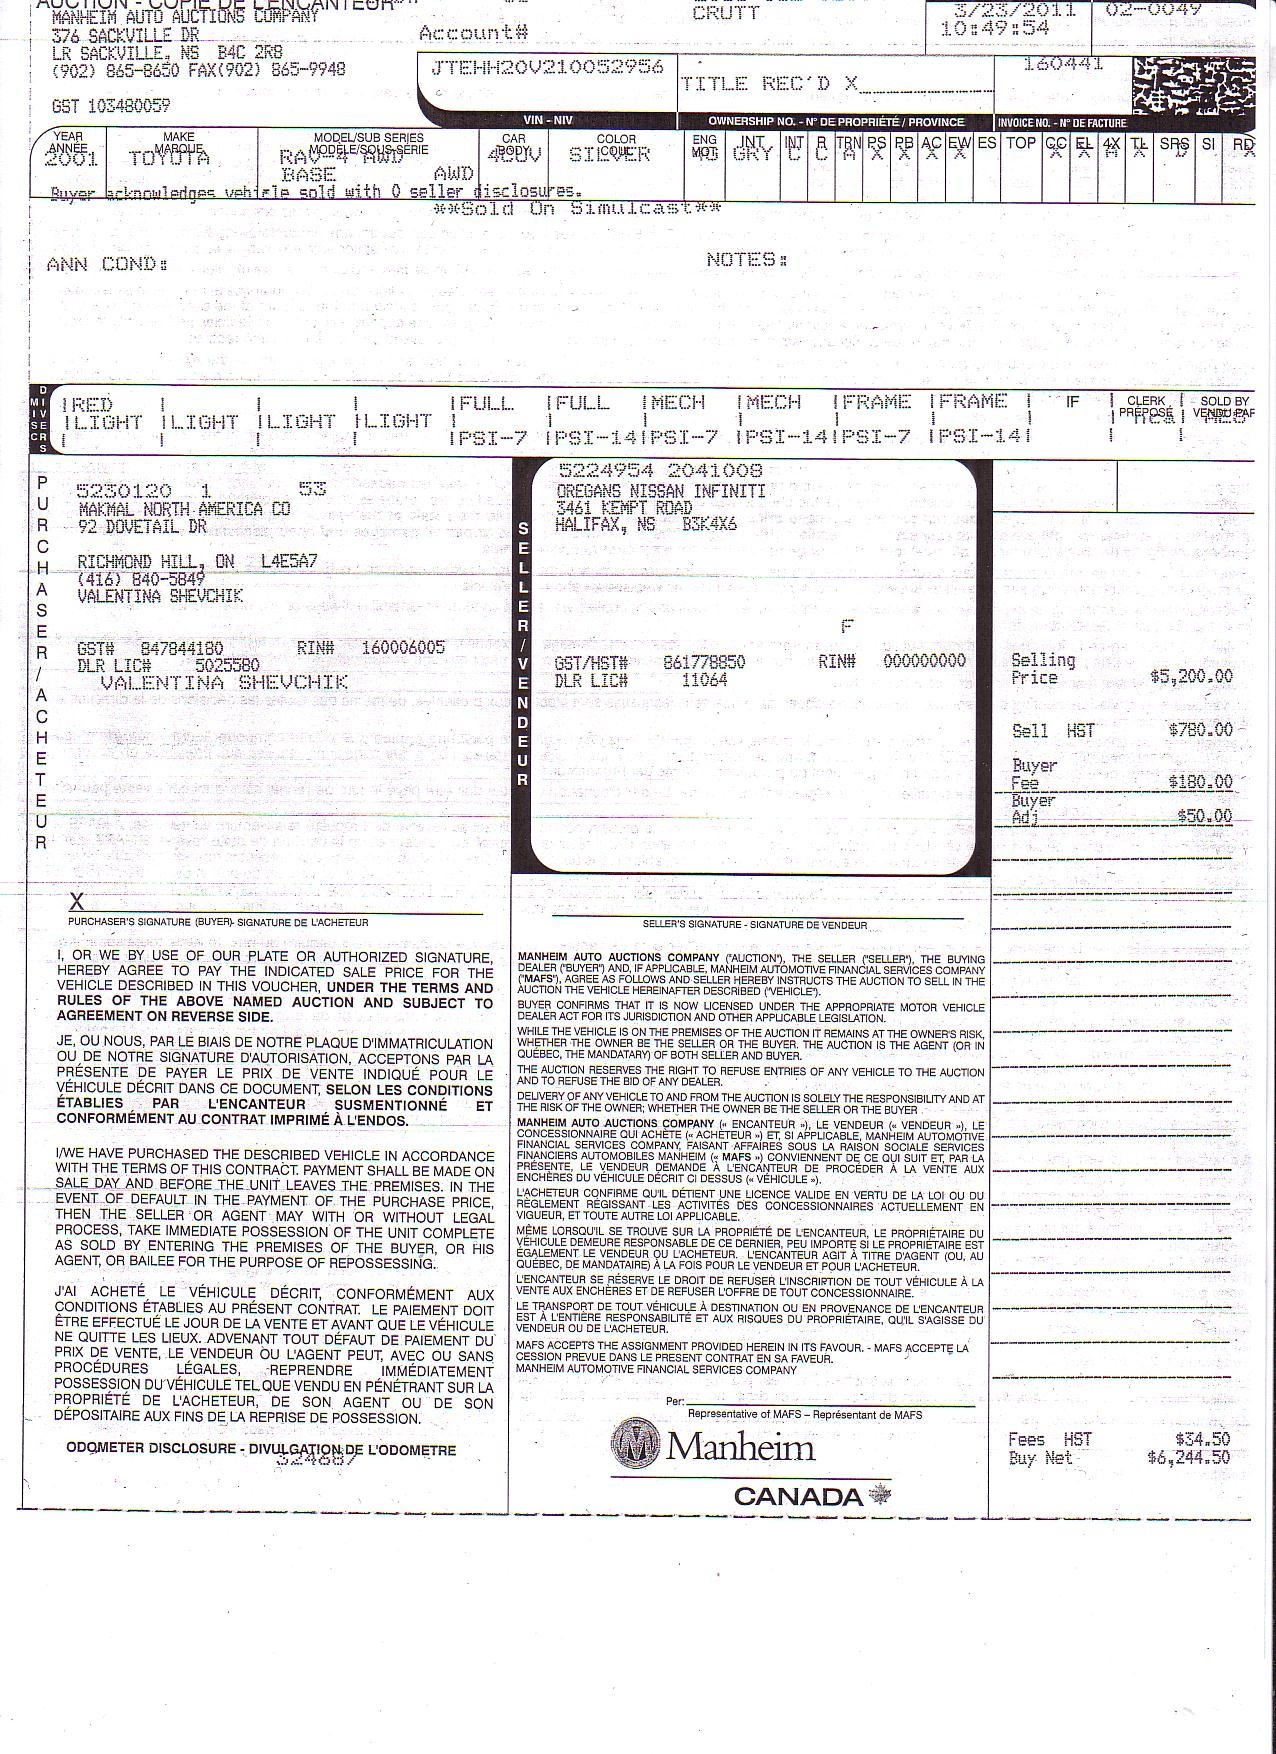 AUCTION - COPIE DE L'ENCANTEUR
MANHEIM AUTO AUCTIONS COMPANY
376 SACKVILLE DR
LR SACKVILLE, NS B4C 2R8
(902) 865-8650 FAX(902) 865-9948
GST 103480059
Account#
CRUTT
3/23/2011
10:49:54
02-0049
JTEHH20V210052956
TITLE REC'D X
160441
VIN - NIV
OWNERSHIP NO. - N° DE PROPRIÉTÉ / PROVINCE
INVOICE NO. - N° DE FACTURE
YEAR ANNÉE MAKE MARQUE MODEL/SUB SERIES MODÈLE/SOUS-SÉRIE CAR BODY COLOR ENG MOT INT INT R TRN PS PB AC EW ES TOP CC EL 4X TL SRS SI RD
2001 TOYOTA RAV-4 AWD SILVER GRY
BASE AWD
Buyer acknowledges vehicle sold with 0 seller disclosures.
**Sold On Simulcast**
ANN COND:
NOTES:
RED FULL FULL MECH MECH FRAME FRAME IF CLERK PRÉPOSÉ SOLD BY VENDU PAR
LIGHT LIGHT LIGHT LIGHT
PSI-7 PSI-14 PSI-7 PSI-14 PSI-7 PSI-14
PURCHASER / ACHETEUR
5230120 1 53
MAKMAL NORTH AMERICA CO
92 DOVETAIL DR
RICHMOND HILL, ON L4E5A7
(416) 840-5849
VALENTINA SHEVCHIK
GST# 847844180 RIN# 160006005
DLR LIC# 5025580
VALENTINA SHEVCHIK
SELLER / VENDEUR
5224954 2041008
OREGANS NISSAN INFINITI
3461 KEMPT ROAD
HALIFAX, NS B3K4X6
F
GST/HST# 861778850 RIN# 000000000
DLR LIC# 11064
Selling
Price $5,200.00
Sell HST $780.00
Buyer
Fee $180.00
Buyer
Adj $50.00
X
PURCHASER'S SIGNATURE (BUYER)- SIGNATURE DE L'ACHETEUR
I, OR WE BY USE OF OUR PLATE OR AUTHORIZED SIGNATURE,
HEREBY AGREE TO PAY THE INDICATED SALE PRICE FOR THE
VEHICLE DESCRIBED IN THIS VOUCHER, UNDER THE TERMS AND
RULES OF THE ABOVE NAMED AUCTION AND SUBJECT TO
AGREEMENT ON REVERSE SIDE.
JE, OU NOUS, PAR LE BIAIS DE NOTRE PLAQUE D'IMMATRICULATION
OU DE NOTRE SIGNATURE D'AUTORISATION, ACCEPTONS PAR LA
PRÉSENTE DE PAYER LE PRIX DE VENTE INDIQUÉ POUR LE
VÉHICULE DÉCRIT DANS CE DOCUMENT, SELON LES CONDITIONS
ÉTABLIES PAR L'ENCANTEUR SUSMENTIONNÉ ET
CONFORMÉMENT AU CONTRAT IMPRIMÉ À L'ENDOS.
I/WE HAVE PURCHASED THE DESCRIBED VEHICLE IN ACCORDANCE
WITH THE TERMS OF THIS CONTRACT. PAYMENT SHALL BE MADE ON
SALE DAY AND BEFORE THE UNIT LEAVES THE PREMISES. IN THE
EVENT OF DEFAULT IN THE PAYMENT OF THE PURCHASE PRICE,
THEN THE SELLER OR AGENT MAY WITH OR WITHOUT LEGAL
PROCESS, TAKE IMMEDIATE POSSESSION OF THE UNIT COMPLETE
AS SOLD BY ENTERING THE PREMISES OF THE BUYER, OR HIS
AGENT, OR BAILEE FOR THE PURPOSE OF REPOSSESSING.
J'AI ACHETÉ LE VÉHICULE DÉCRIT, CONFORMÉMENT AUX
CONDITIONS ÉTABLIES AU PRÉSENT CONTRAT. LE PAIEMENT DOIT
ÊTRE EFFECTUÉ LE JOUR DE LA VENTE ET AVANT QUE LE VÉHICULE
NE QUITTE LES LIEUX. ADVENANT TOUT DÉFAUT DE PAIEMENT DU
PRIX DE VENTE, LE VENDEUR OU L'AGENT PEUT, AVEC OU SANS
PROCÉDURES LÉGALES, REPRENDRE IMMÉDIATEMENT
POSSESSION DU VÉHICULE TEL QUE VENDU EN PÉNÉTRANT SUR LA
PROPRIÉTÉ DE L'ACHETEUR, DE SON AGENT OU DE SON
DÉPOSITAIRE AUX FINS DE LA REPRISE DE POSSESSION.
ODOMETER DISCLOSURE - DIVULGATION DE L'ODOMETRE
324687
SELLER'S SIGNATURE - SIGNATURE DE VENDEUR
MANHEIM AUTO AUCTIONS COMPANY ("AUCTION"), THE SELLER ("SELLER"), THE BUYING
DEALER ("BUYER") AND, IF APPLICABLE, MANHEIM AUTOMOTIVE FINANCIAL SERVICES COMPANY
("MAFS"), AGREE AS FOLLOWS AND SELLER HEREBY INSTRUCTS THE AUCTION TO SELL IN THE
AUCTION THE VEHICLE HEREINAFTER DESCRIBED ("VEHICLE").
BUYER CONFIRMS THAT IT IS NOW LICENSED UNDER THE APPROPRIATE MOTOR VEHICLE
DEALER ACT FOR ITS JURISDICTION AND OTHER APPLICABLE LEGISLATION.
WHILE THE VEHICLE IS ON THE PREMISES OF THE AUCTION IT REMAINS AT THE OWNER'S RISK,
WHETHER THE OWNER BE THE SELLER OR THE BUYER. THE AUCTION IS THE AGENT (OR IN
QUÉBEC, THE MANDATARY) OF BOTH SELLER AND BUYER.
THE AUCTION RESERVES THE RIGHT TO REFUSE ENTRIES OF ANY VEHICLE TO THE AUCTION
AND TO REFUSE THE BID OF ANY DEALER.
DELIVERY OF ANY VEHICLE TO AND FROM THE AUCTION IS SOLELY THE RESPONSIBILITY AND AT
THE RISK OF THE OWNER; WHETHER THE OWNER BE THE SELLER OR THE BUYER
MANHEIM AUTO AUCTIONS COMPANY (« ENCANTEUR »), LE VENDEUR (« VENDEUR »), LE
CONCESSIONNAIRE QUI ACHÈTE (« ACHETEUR ») ET, SI APPLICABLE, MANHEIM AUTOMOTIVE
FINANCIAL SERVICES COMPANY, FAISANT AFFAIRES SOUS LA RAISON SOCIALE SERVICES
FINANCIERS AUTOMOBILES MANHEIM (« MAFS ») CONVIENNENT DE CE QUI SUIT ET, PAR LA
PRÉSENTE, LE VENDEUR DEMANDE À L'ENCANTEUR DE PROCÉDER À LA VENTE AUX
ENCHÈRES DU VÉHICULE DÉCRIT CI DESSUS (« VÉHICULE »).
L'ACHETEUR CONFIRME QU'IL DÉTIENT UNE LICENCE VALIDE EN VERTU DE LA LOI OU DU
RÈGLEMENT RÉGISSANT LES ACTIVITÉS DES CONCESSIONNAIRES ACTUELLEMENT EN
VIGUEUR, ET TOUTE AUTRE LOI APPLICABLE.
MÊME LORSQU'IL SE TROUVE SUR LA PROPRIÉTÉ DE L'ENCANTEUR, LE PROPRIÉTAIRE DU
VÉHICULE DEMEURE RESPONSABLE DE CE DERNIER, PEU IMPORTE SI LE PROPRIÉTAIRE EST
ÉGALEMENT LE VENDEUR OU L'ACHETEUR. L'ENCANTEUR AGIT À TITRE D'AGENT (OU, AU
QUÉBEC, DE MANDATAIRE) À LA FOIS POUR LE VENDEUR ET POUR L'ACHETEUR.
L'ENCANTEUR SE RÉSERVE LE DROIT DE REFUSER L'INSCRIPTION DE TOUT VÉHICULE À LA
VENTE AUX ENCHÈRES ET DE REFUSER L'OFFRE DE TOUT CONCESSIONNAIRE.
LE TRANSPORT DE TOUT VÉHICULE À DESTINATION OU EN PROVENANCE DE L'ENCANTEUR
EST À L'ENTIÈRE RESPONSABILITÉ ET AUX RISQUES DU PROPRIÉTAIRE, QU'IL S'AGISSE DU
VENDEUR OU DE L'ACHETEUR.
MAFS ACCEPTS THE ASSIGNMENT PROVIDED HEREIN IN ITS FAVOUR. - MAFS ACCEPTE LA
CESSION PREVUE DANS LE PRESENT CONTRAT EN SA FAVEUR.
MANHEIM AUTOMOTIVE FINANCIAL SERVICES COMPANY
Per:
Representative of MAFS – Représentant de MAFS
Manheim
CANADA
Fees HST $34.50
Buy Net $6,244.50